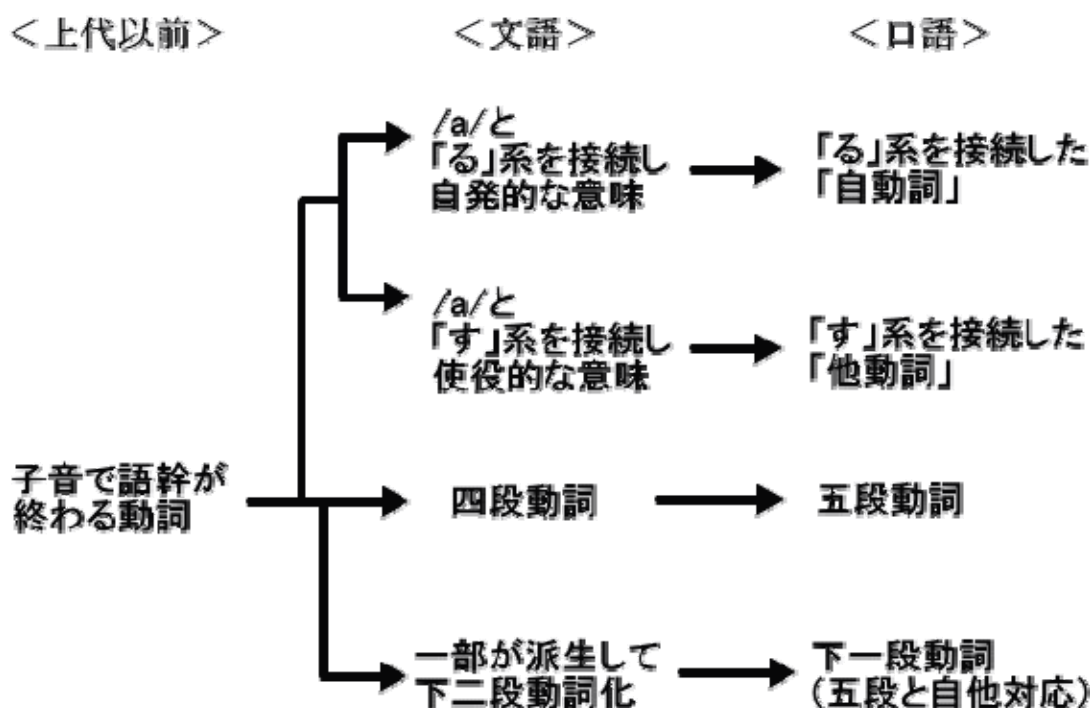 ＜上代以前＞
＜文語＞
＜口語＞
/a/と
「る」系を接続し
自発的な意味
「る」系を接続した
「自動詞」
/a/と
「す」系を接続し
使役的な意味
「す」系を接続した
「他動詞」
子音で語幹が
終わる動詞
四段動詞
五段動詞
一部が派生して
下二段動詞化
下一段動詞
(五段と自他対応)